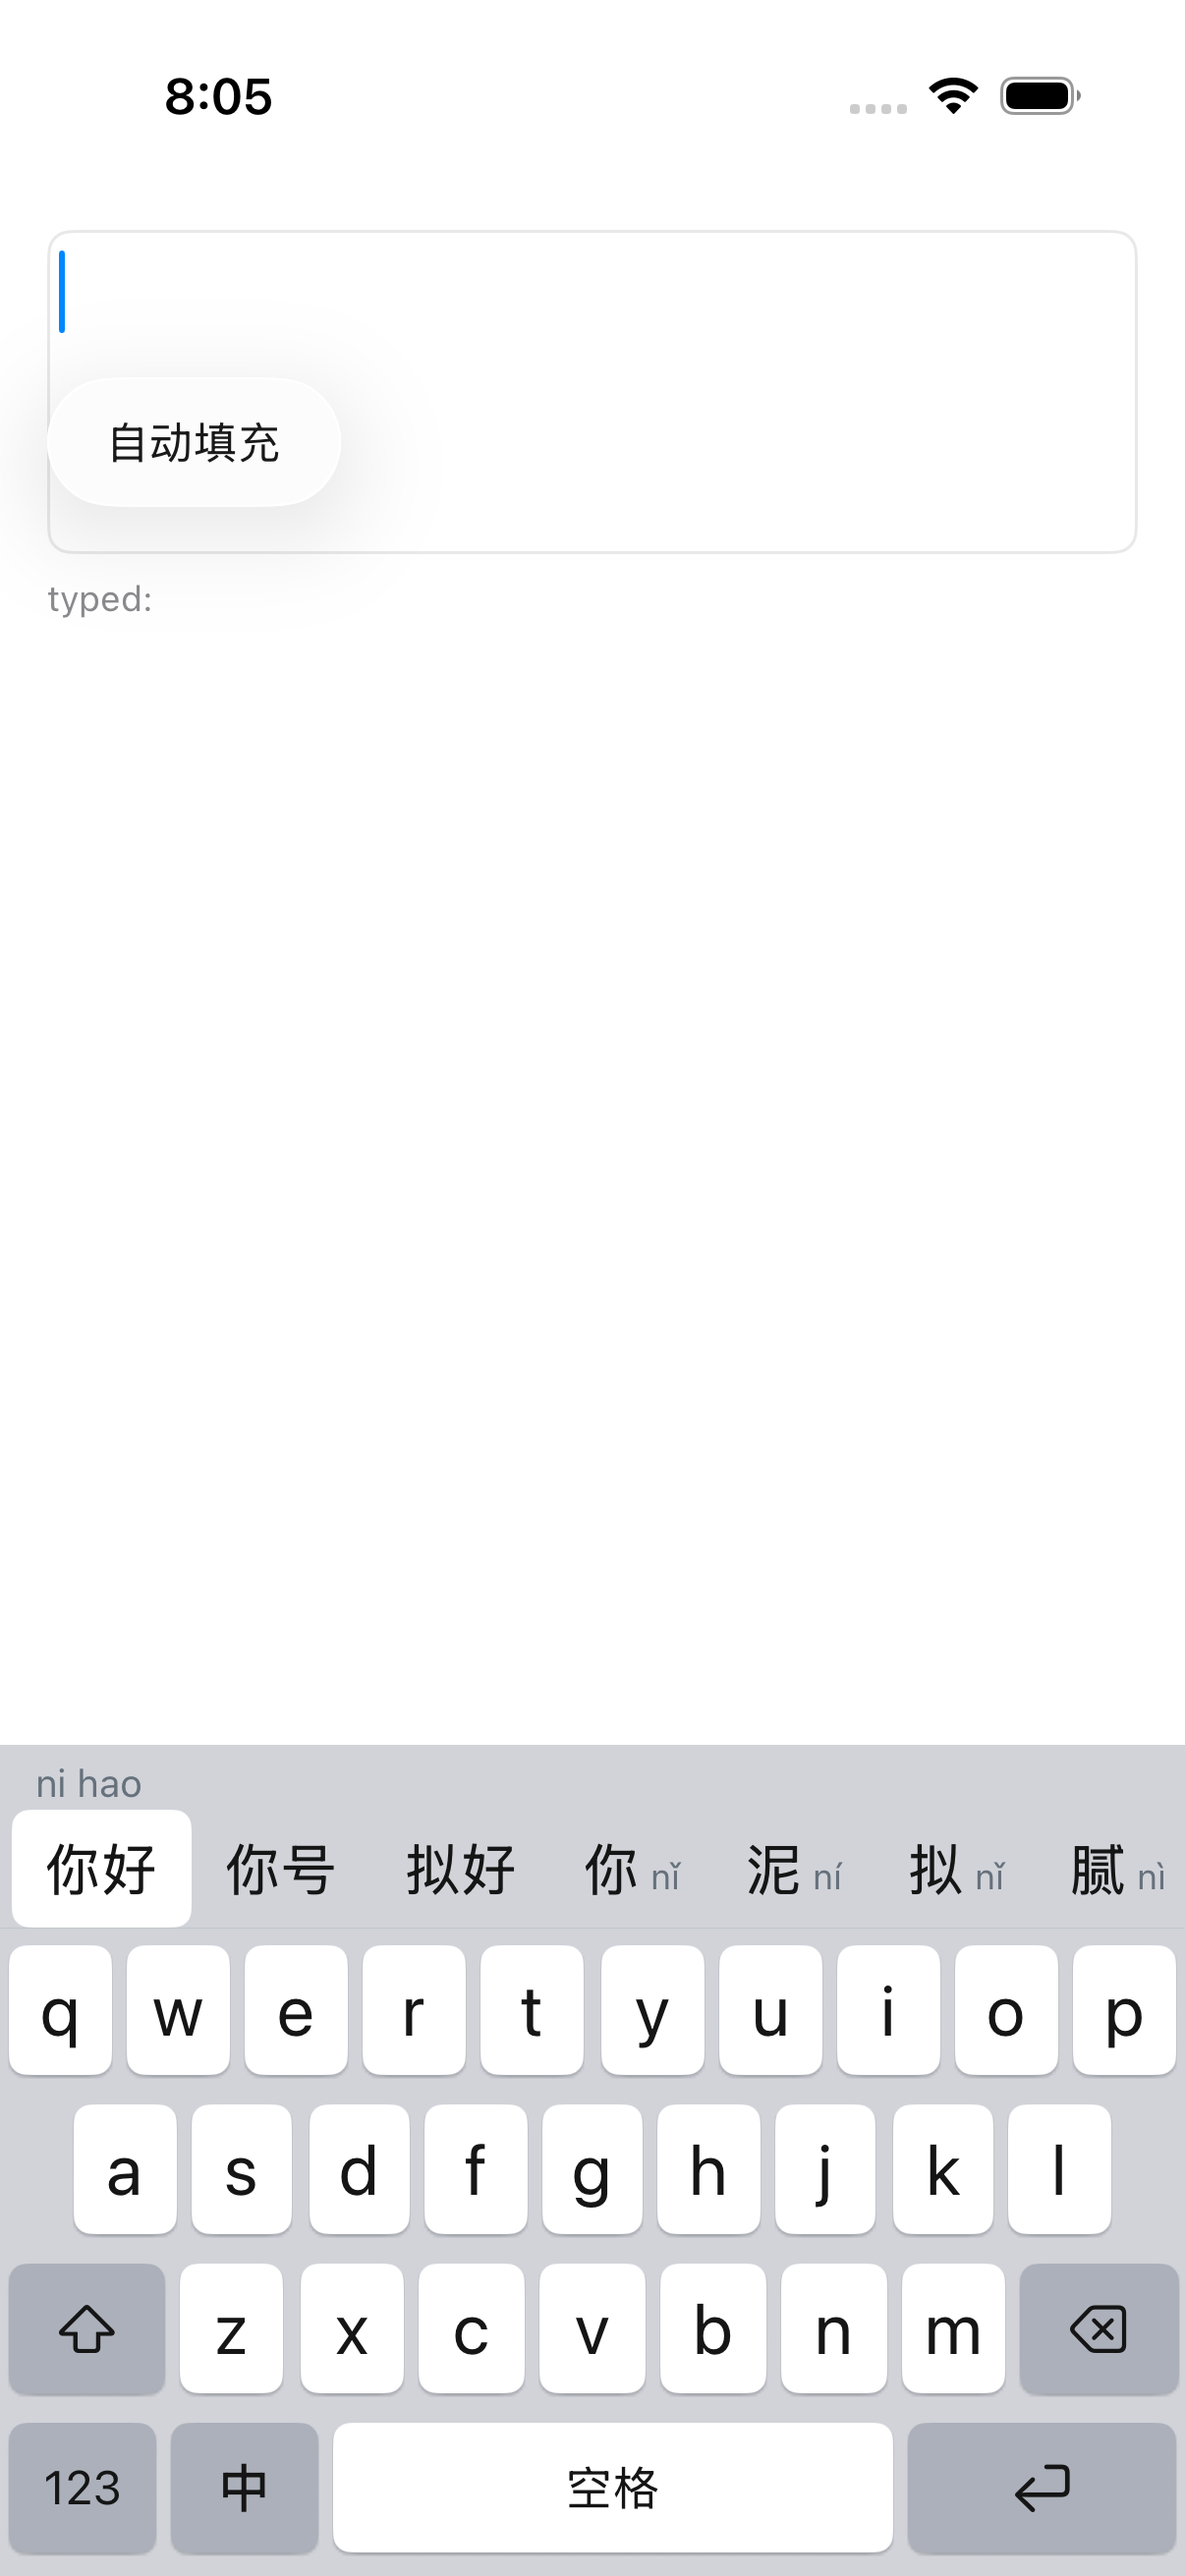 8:05
自动填充
typed:
ni hao
你好 你号 拟好 你 nǐ 泥 ní 拟 nǐ 腻 nì
q w e r t y u i o p
a s d f g h j k l
z x c v b n m
123 中 空格